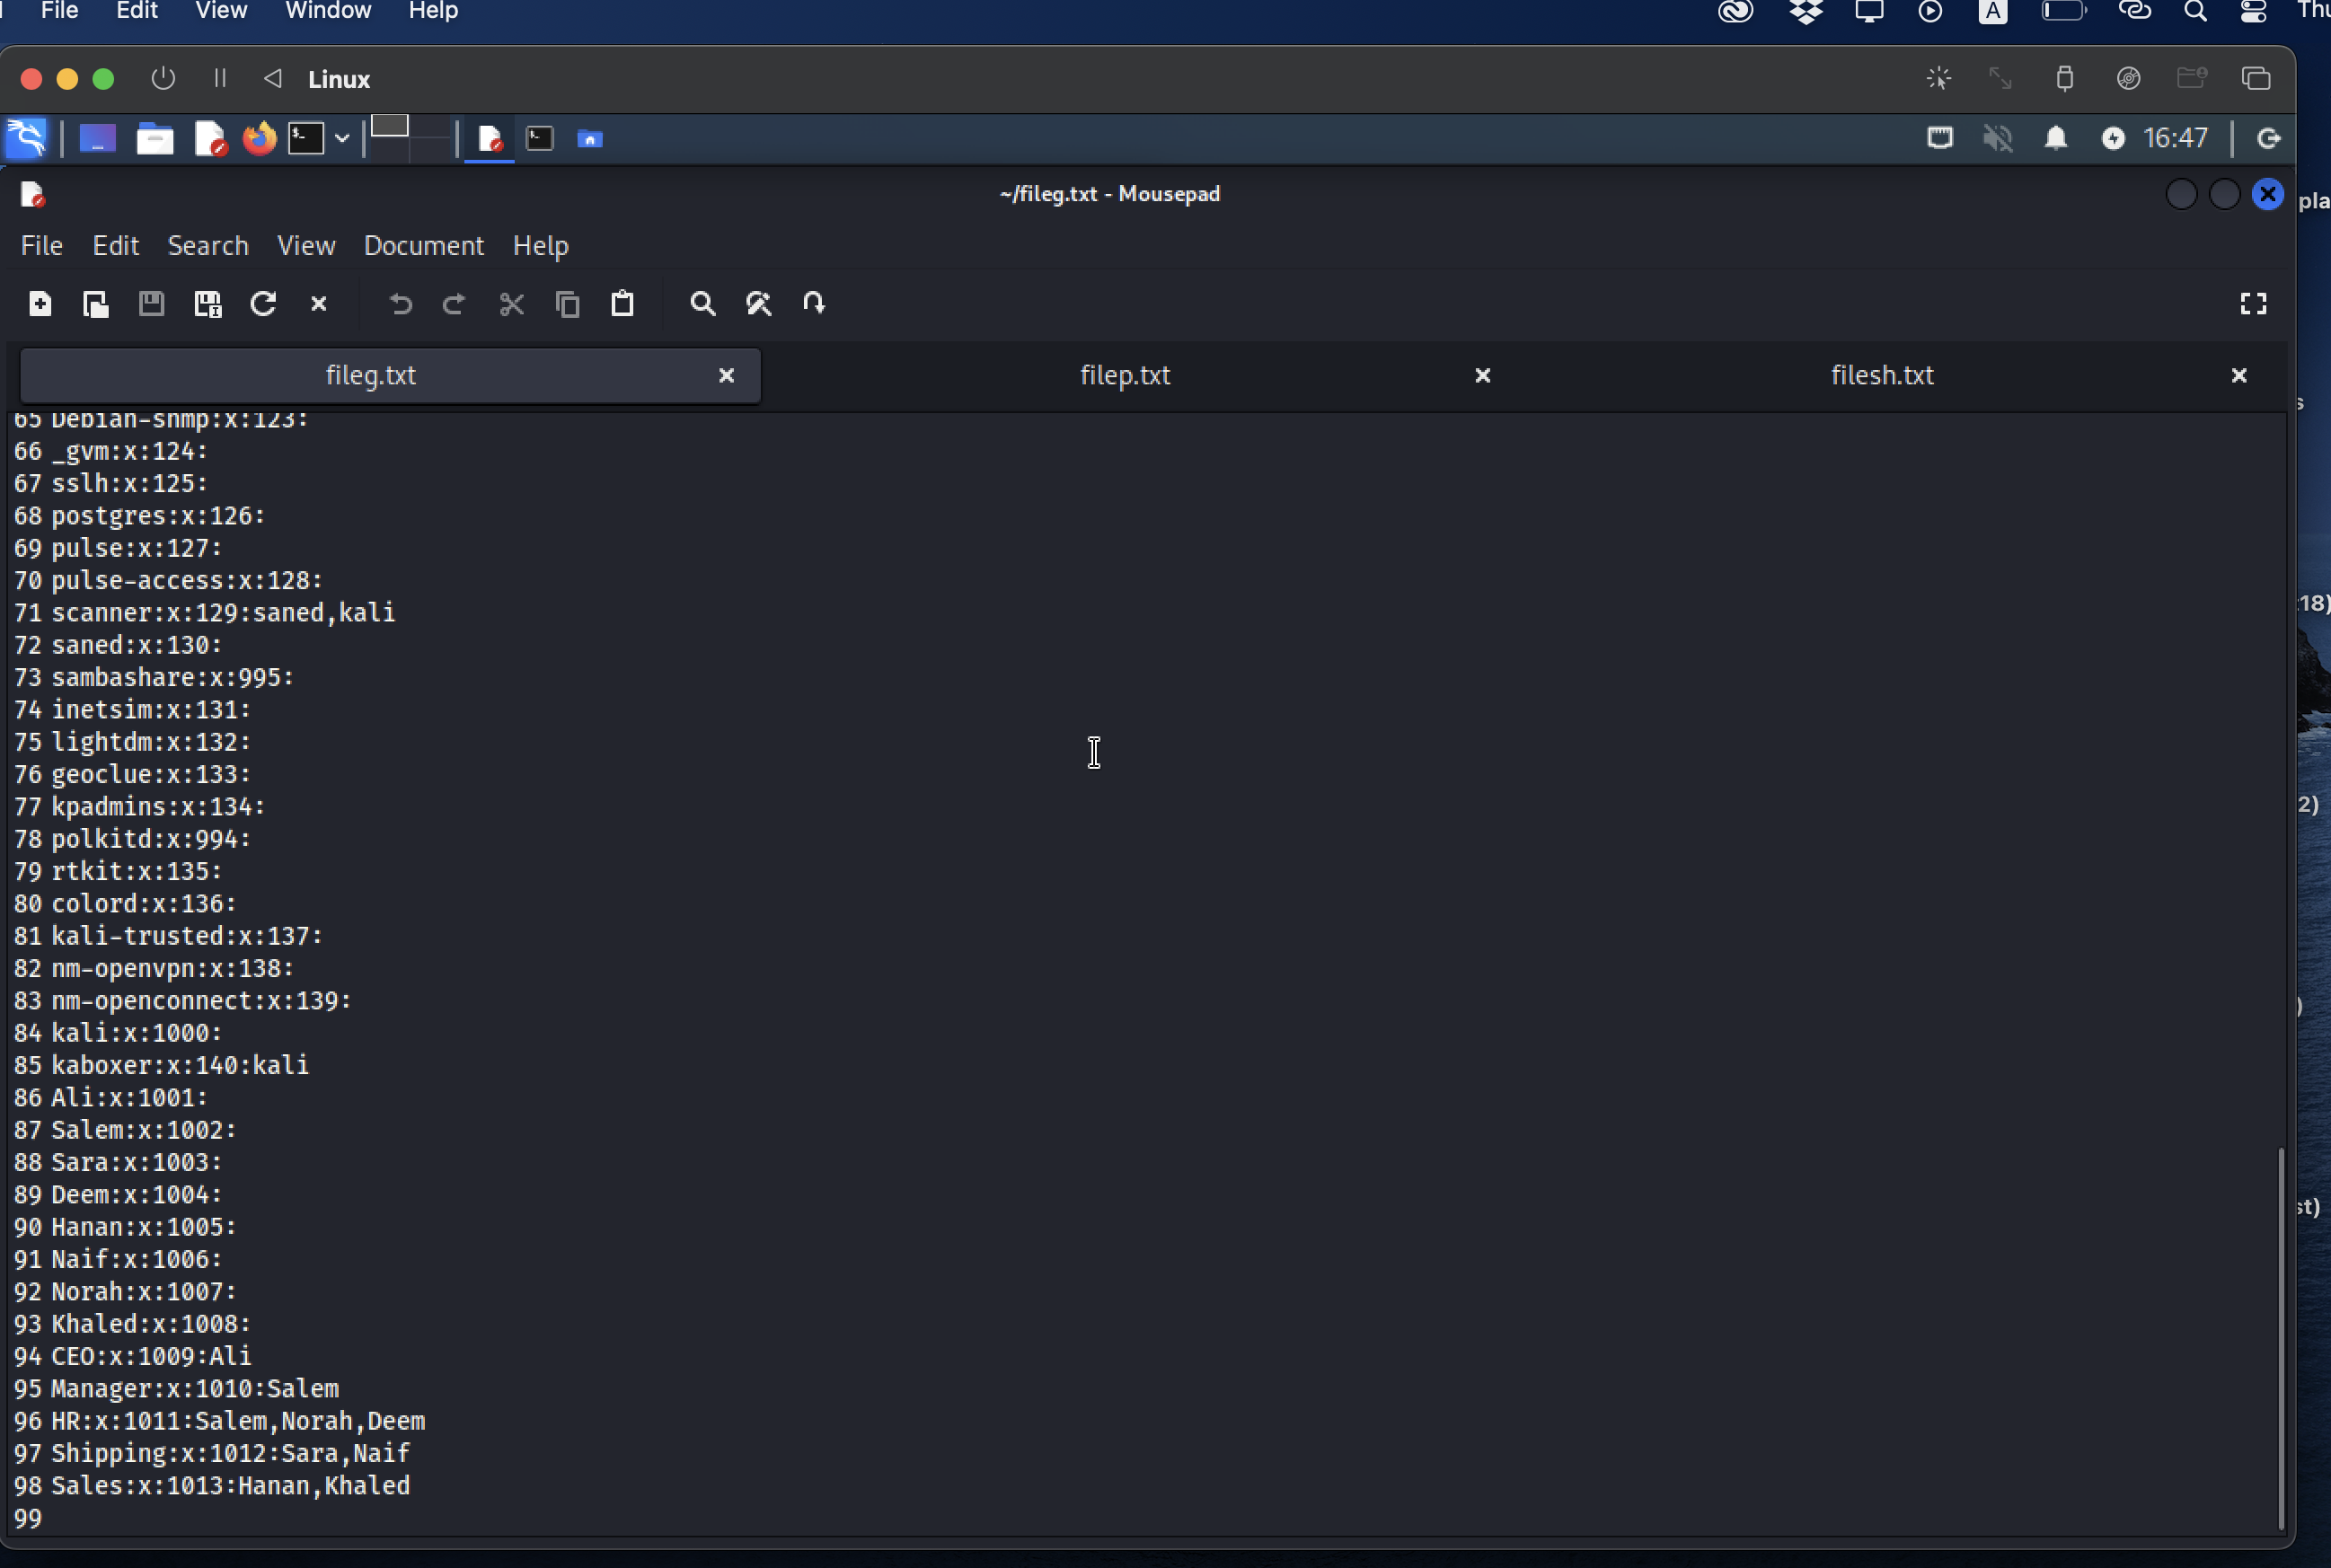 File Edit View Window Help A Thu
Linux
16:47
~/fileg.txt - Mousepad
pla
File Edit Search View Document Help
fileg.txt filep.txt filesh.txt
65 Debian-snmp:x:123:
66 _gvm:x:124:
67 sslh:x:125:
68 postgres:x:126:
69 pulse:x:127:
70 pulse-access:x:128:
71 scanner:x:129:saned,kali
72 saned:x:130:
73 sambashare:x:995:
74 inetsim:x:131:
75 lightdm:x:132:
76 geoclue:x:133:
77 kpadmins:x:134:
78 polkitd:x:994:
79 rtkit:x:135:
80 colord:x:136:
81 kali-trusted:x:137:
82 nm-openvpn:x:138:
83 nm-openconnect:x:139:
84 kali:x:1000:
85 kaboxer:x:140:kali
86 Ali:x:1001:
87 Salem:x:1002:
88 Sara:x:1003:
89 Deem:x:1004:
90 Hanan:x:1005:
91 Naif:x:1006:
92 Norah:x:1007:
93 Khaled:x:1008:
94 CEO:x:1009:Ali
95 Manager:x:1010:Salem
96 HR:x:1011:Salem,Norah,Deem
97 Shipping:x:1012:Sara,Naif
98 Sales:x:1013:Hanan,Khaled
99